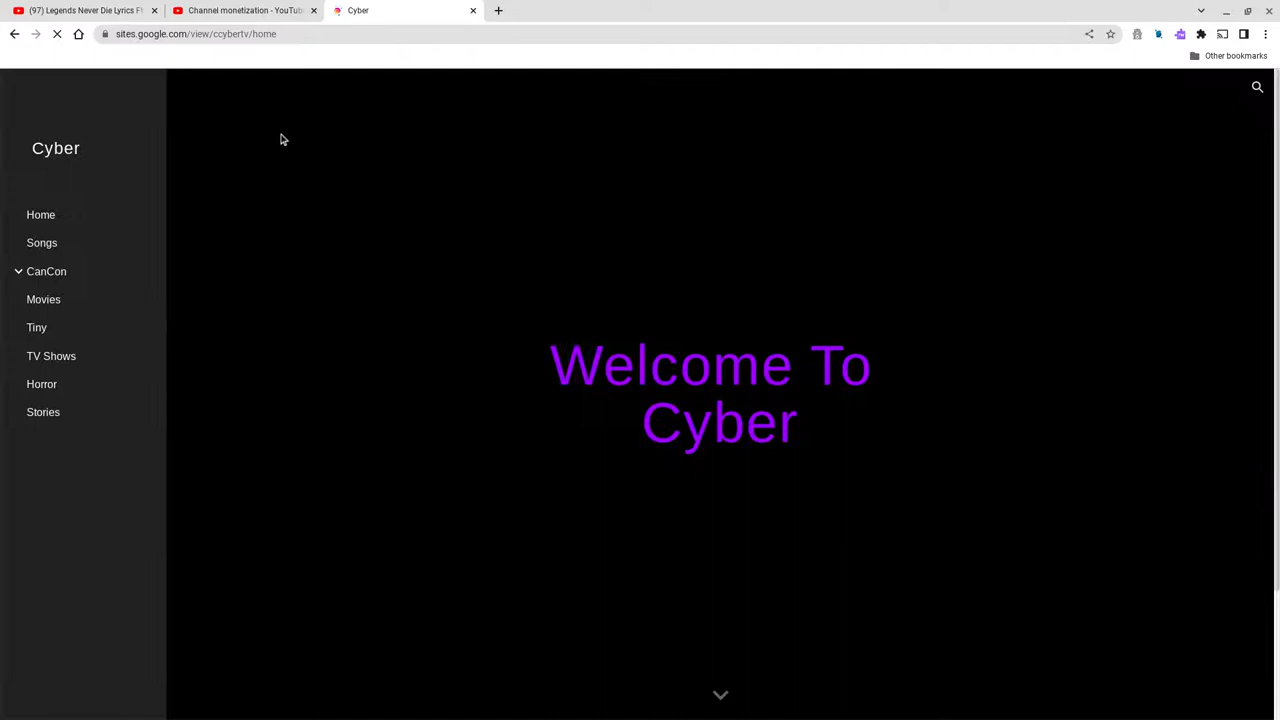 (97) Legends Never Die Lyrics Ft
Channel monetization - YouTube
Cyber
sites.google.com/view/ccybertv/home
Other bookmarks
Cyber
Home
Songs
CanCon
Movies
Tiny
TV Shows
Horror
Stories
Welcome To
Cyber